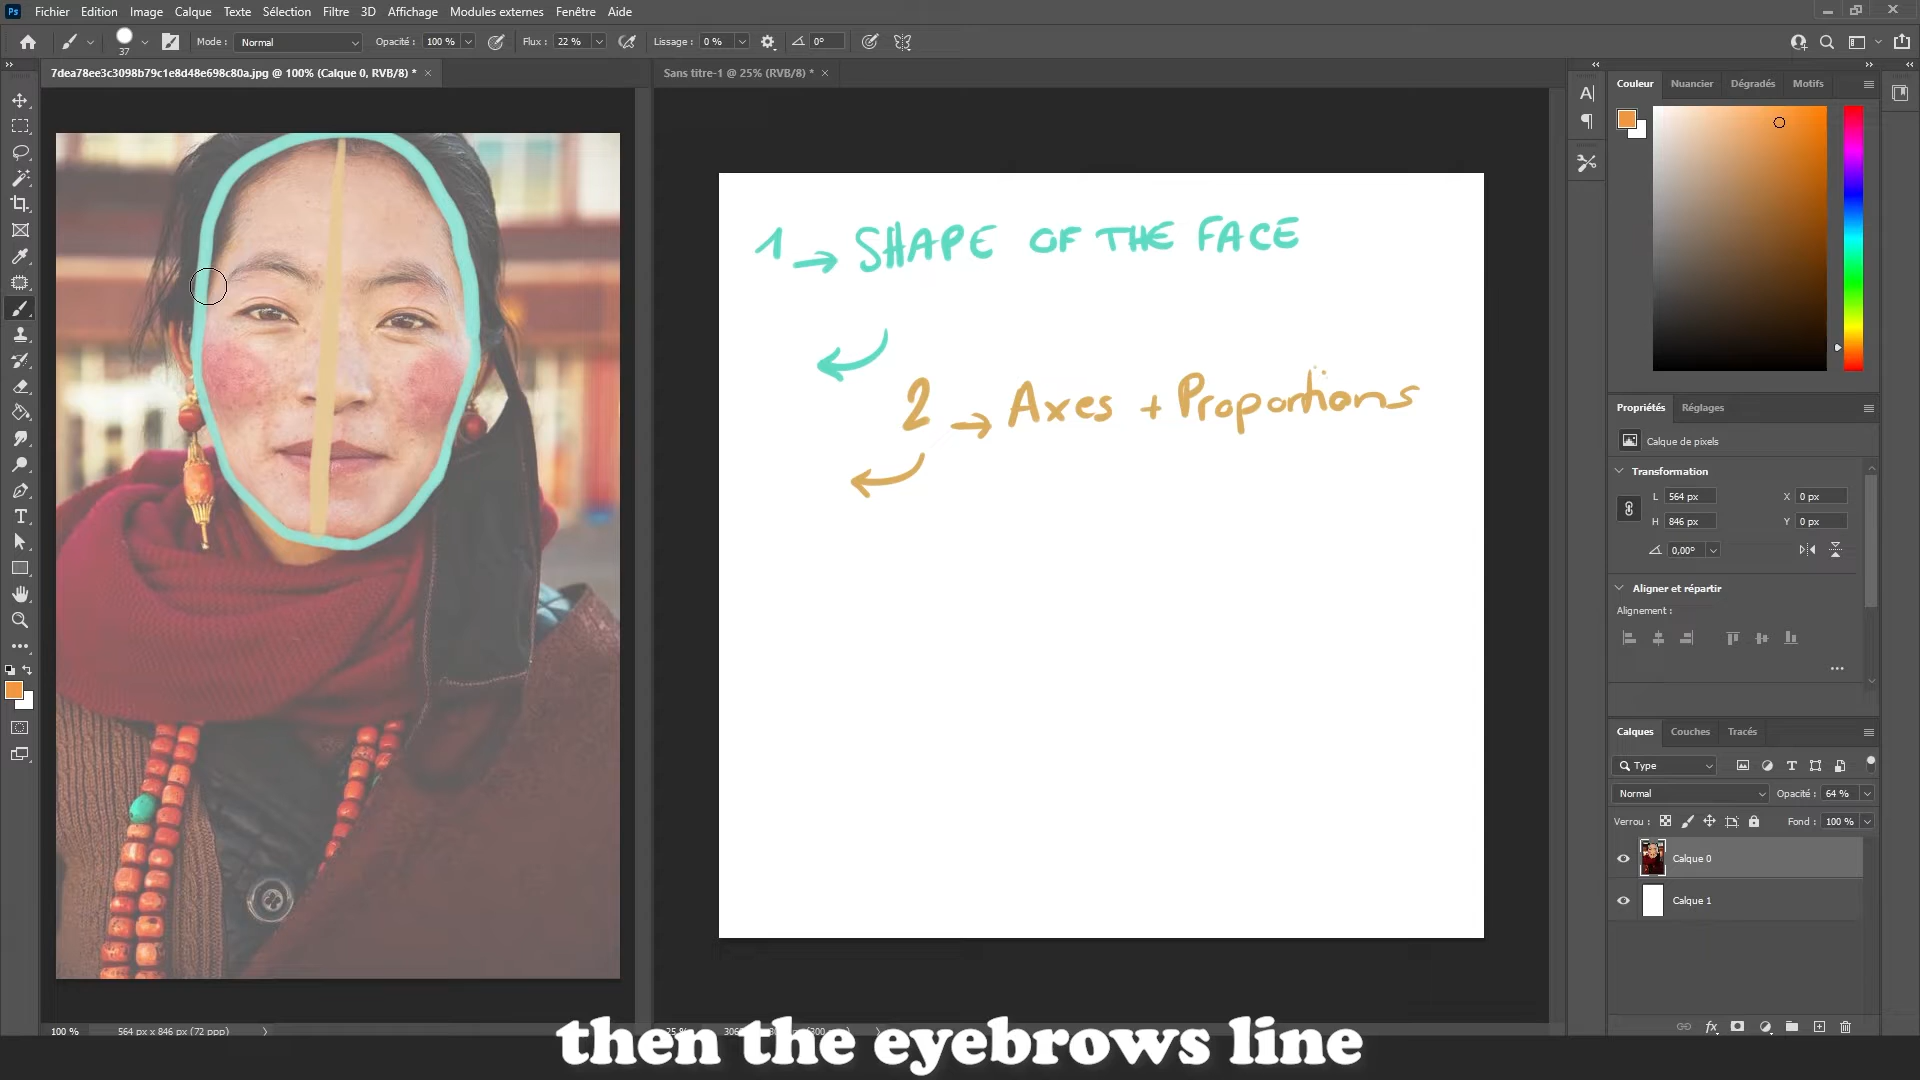 Ps Fichier Edition Image Calque Texte Sélection Filtre 3D Affichage Modules externes Fenêtre Aide
37 Mode : Normal Opacité : 100 % Flux : 22 % Lissage : 0 % 0°
7dea78ee3c3098b79c1e8d48e698c80a.jpg @ 100% (Calque 0, RVB/8) * ×
Sans titre-1 @ 25% (RVB/8) * ×
1 → SHAPE OF THE FACE
2 → Axes + Proportions
Couleur Nuancier Dégradés Motifs
Propriétés Réglages
Calque de pixels
Transformation
L 564 px X 0 px
H 846 px Y 0 px
0,00°
Aligner et répartir
Alignement :
Calques Couches Tracés
Type
Normal Opacité : 64 %
Verrou : Fond : 100 %
Calque 0
Calque 1
fx
100 % 564 px x 846 px (72 ppp)
then the eyebrows line